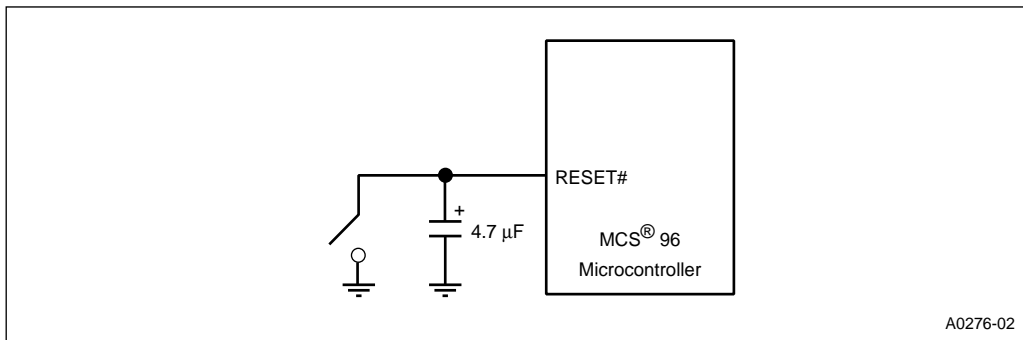 RESET#
+
4.7 μF
MCS® 96
Microcontroller
A0276-02